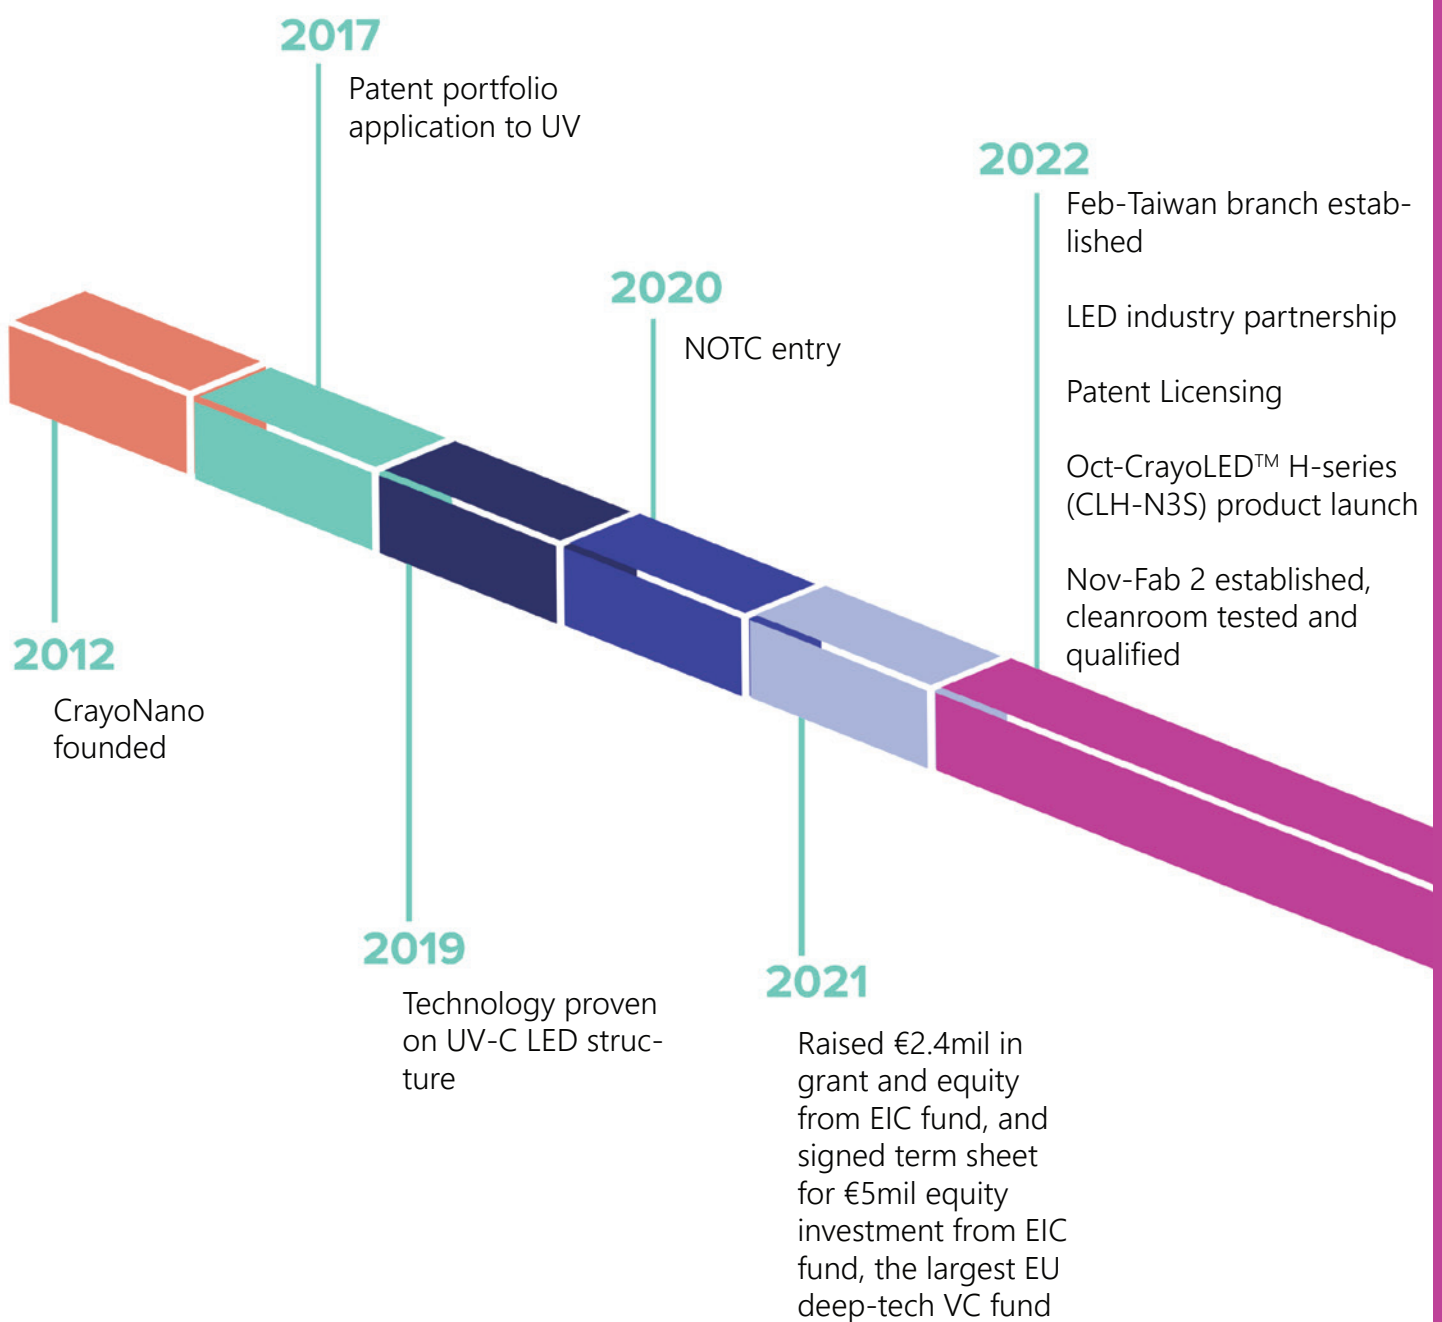 2017
Patent portfolio
application to UV
2022
Feb-Taiwan branch estab-
lished
LED industry partnership
Patent Licensing
Oct-CrayoLED™ H-series
(CLH-N3S) product launch
Nov-Fab 2 established,
cleanroom tested and
qualified
2020
NOTC entry
2012
CrayoNano
founded
2019
Technology proven
on UV-C LED struc-
ture
2021
Raised €2.4mil in
grant and equity
from EIC fund, and
signed term sheet
for €5mil equity
investment from EIC
fund, the largest EU
deep-tech VC fund